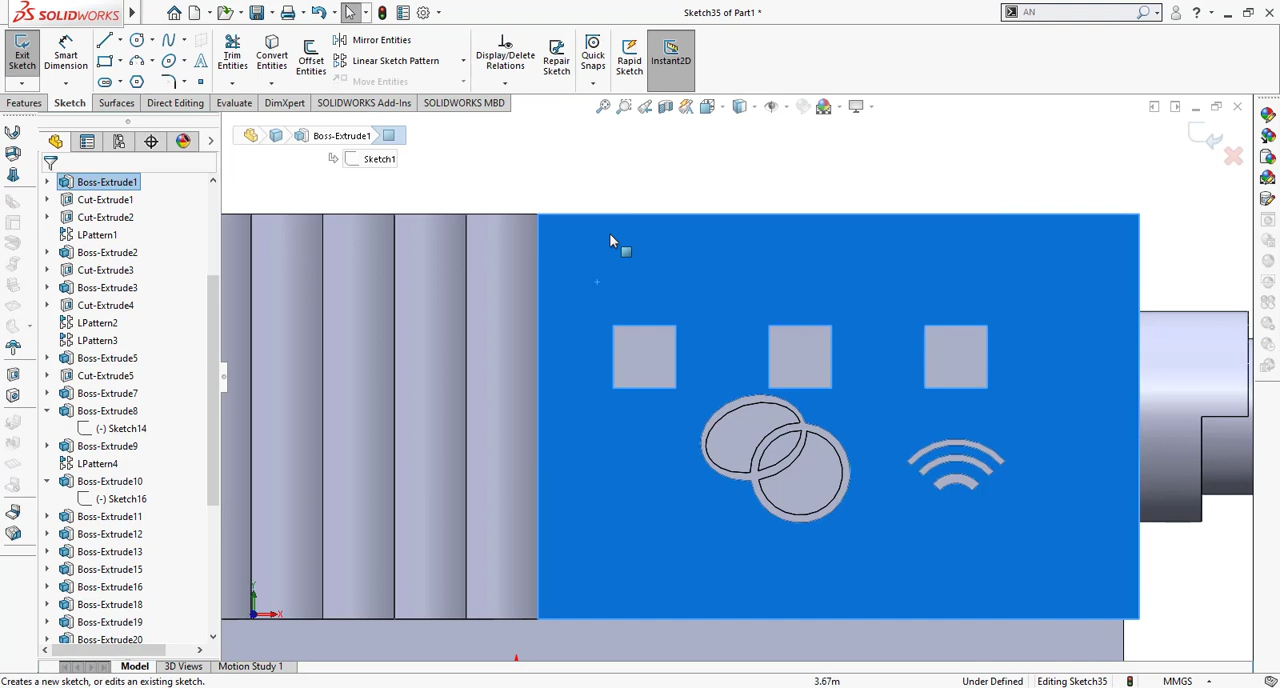 SOLIDWORKS
Sketch35 of Part1 *
AN
?
Exit Sketch
Smart Dimension
Trim Entities
Convert Entities
Offset Entities
Mirror Entities
Linear Sketch Pattern
Move Entities
Display/Delete Relations
Repair Sketch
Quick Snaps
Rapid Sketch
Instant2D
Features
Sketch
Surfaces
Direct Editing
Evaluate
DimXpert
SOLIDWORKS Add-Ins
SOLIDWORKS MBD
Boss-Extrude1
Sketch1
Boss-Extrude1
Cut-Extrude1
Cut-Extrude2
LPattern1
Boss-Extrude2
Cut-Extrude3
Boss-Extrude3
Cut-Extrude4
LPattern2
LPattern3
Boss-Extrude5
Cut-Extrude5
Boss-Extrude7
Boss-Extrude8
(-) Sketch14
Boss-Extrude9
LPattern4
Boss-Extrude10
(-) Sketch16
Boss-Extrude11
Boss-Extrude12
Boss-Extrude13
Boss-Extrude15
Boss-Extrude16
Boss-Extrude18
Boss-Extrude19
Boss-Extrude20
Y
X
Model
3D Views
Motion Study 1
Creates a new sketch, or edits an existing sketch.
3.67m
Under Defined
Editing Sketch35
MMGS